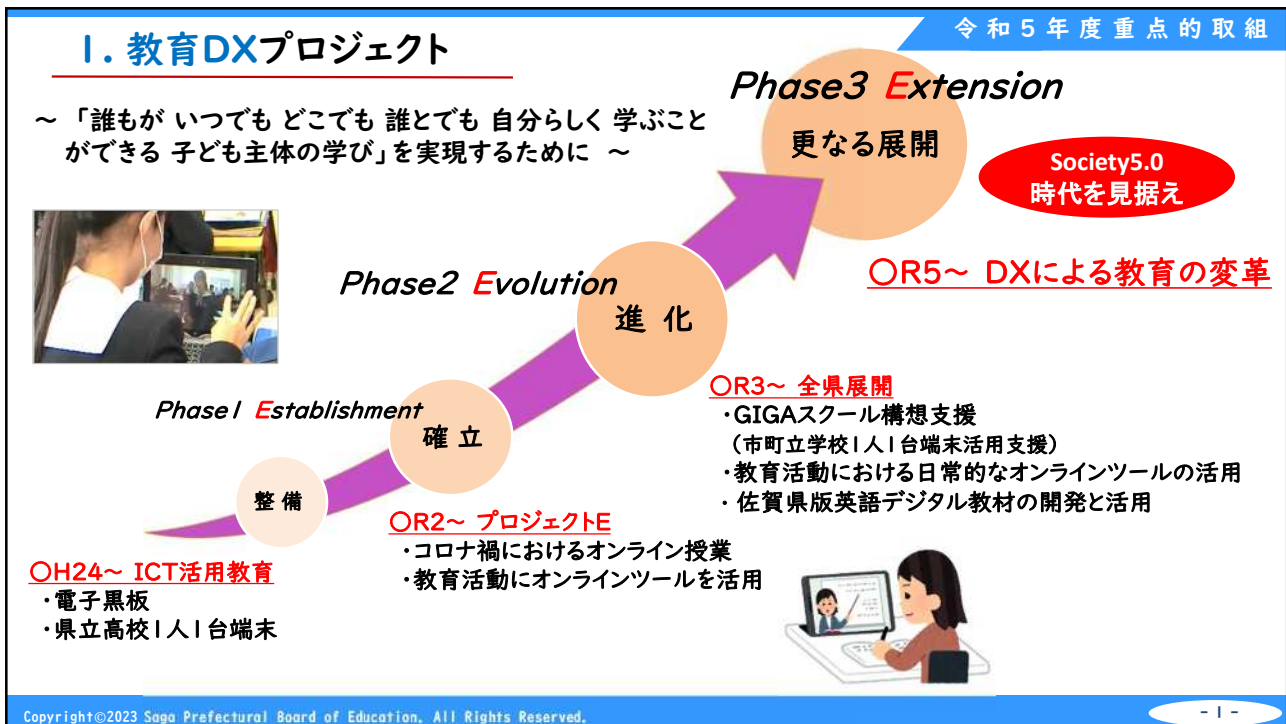 令和5年度重点的取組
1. 教育DXプロジェクト
~ 「誰もが いつでも どこでも 誰とでも 自分らしく 学ぶこと
ができる 子ども主体の学び」を実現するために ~
Phase3 Extension
更なる展開
Society5.0
時代を見据え
○R5~ DXによる教育の変革
Phase2 Evolution
進 化
○R3~ 全県展開
・GIGAスクール構想支援
(市町立学校1人1台端末活用支援)
・教育活動における日常的なオンラインツールの活用
・佐賀県版英語デジタル教材の開発と活用
Phase1 Establishment
確 立
○R2~ プロジェクトE
・コロナ禍におけるオンライン授業
・教育活動にオンラインツールを活用
整 備
○H24~ ICT活用教育
・電子黒板
・県立高校1人1台端末
Copyright©2023 Saga Prefectural Board of Education. All Rights Reserved.
- 1 -